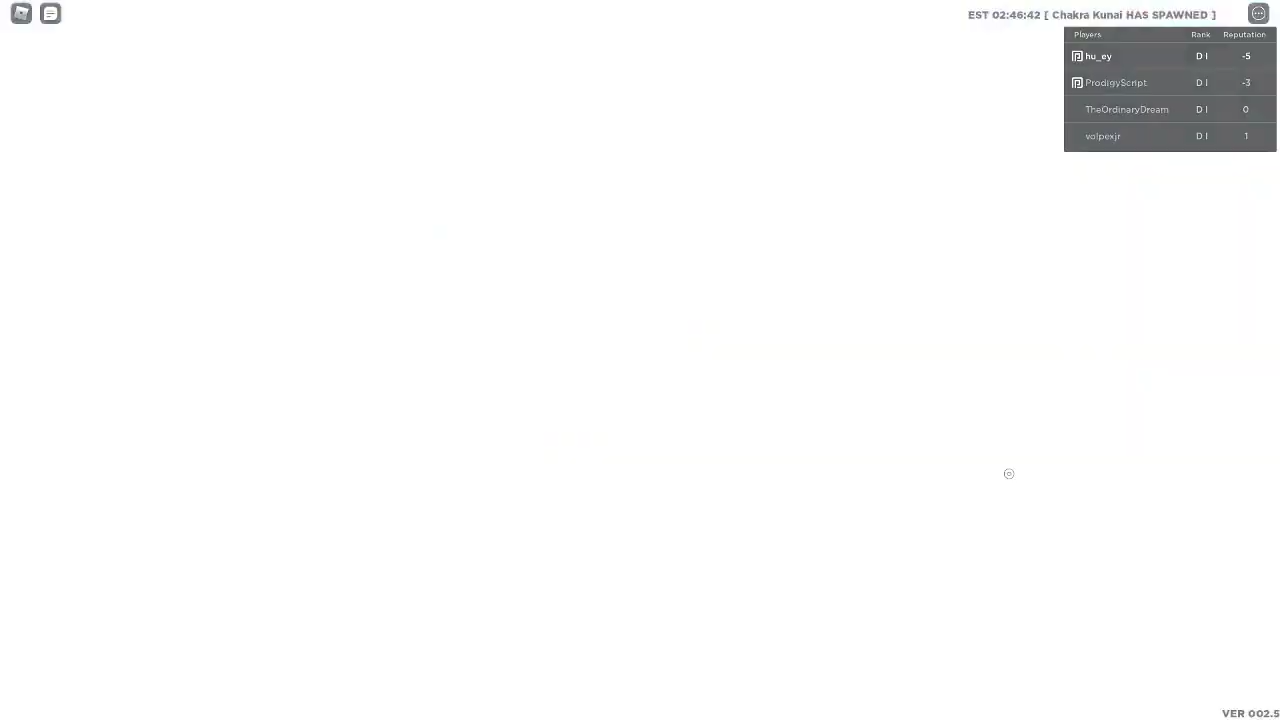 EST 02:46:42 [ Chakra Kunai HAS SPAWNED ]
Players Rank Reputation
hu_ey D I -5
ProdigyScript D I -3
TheOrdinaryDream D I 0
volpexjr D I 1
VER 002.5